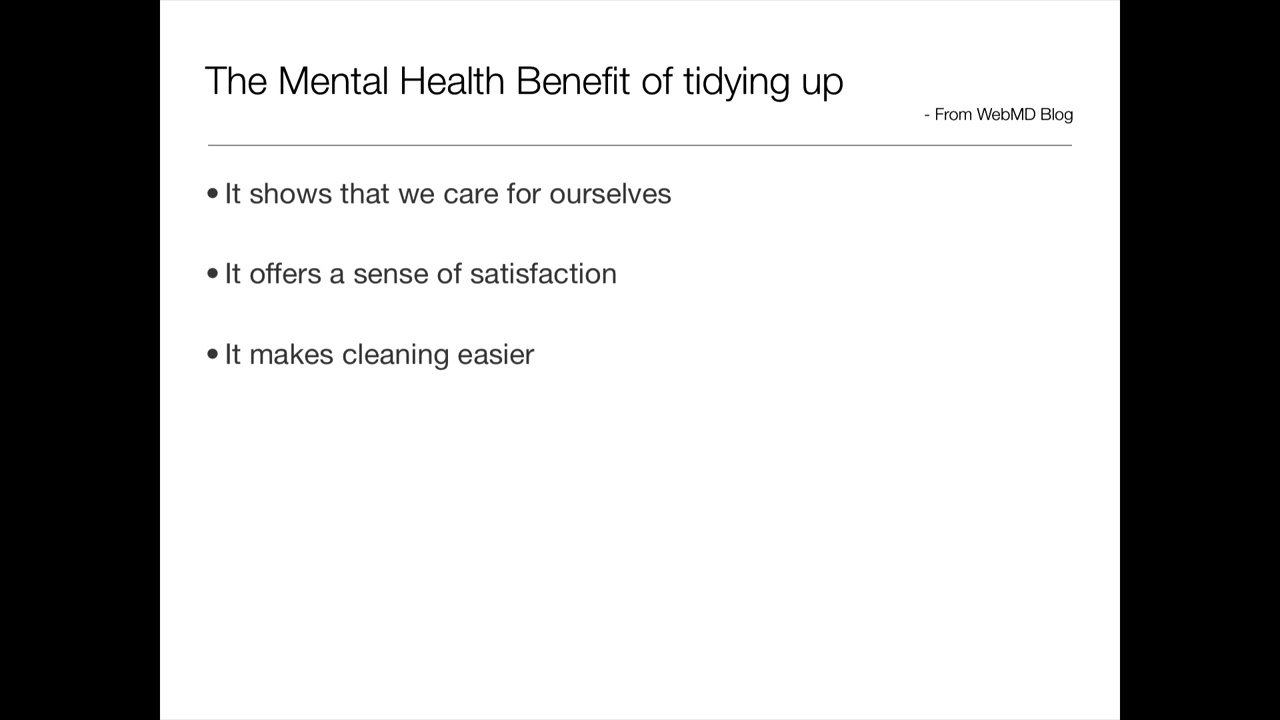 The Mental Health Benefit of tidying up
- From WebMD Blog
• It shows that we care for ourselves
• It offers a sense of satisfaction
• It makes cleaning easier